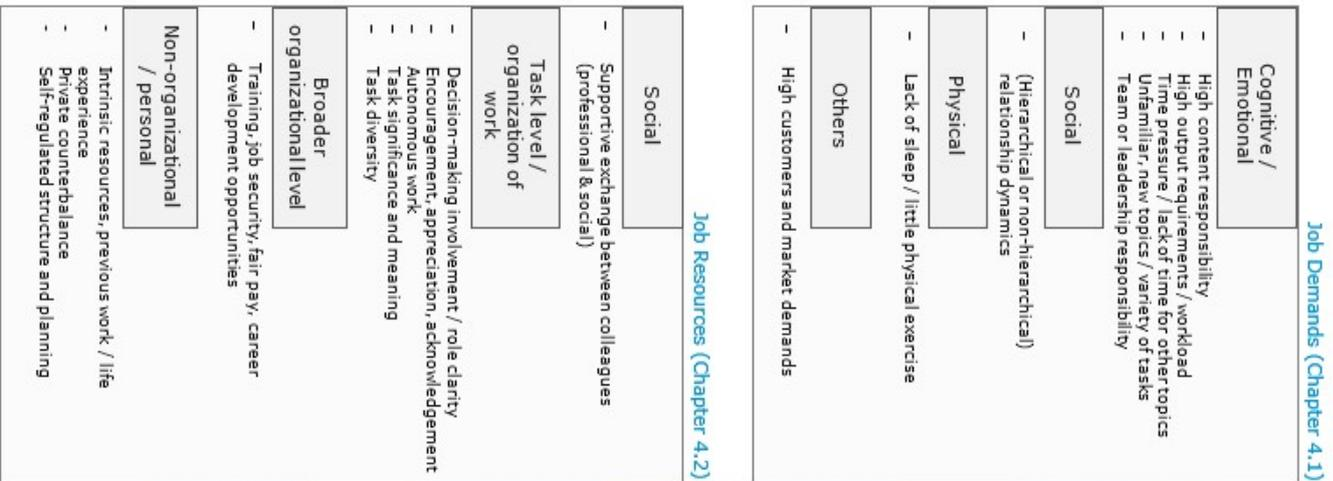 Job Demands (Chapter 4.1)
Cognitive /
Emotional
- High content responsibility
- High output requirements / workload
- Time pressure / lack of time for other topics
- Unfamiliar, new topics / variety of tasks
- Team or leadership responsibility
Social
- (Hierarchical or non-hierarchical)
relationship dynamics
Physical
- Lack of sleep / little physical exercise
Others
- High customers and market demands
Job Resources (Chapter 4.2)
Social
- Supportive exchange between colleagues
(professional & social)
Task level /
organization of
work
- Decision-making involvement / role clarity
- Encouragement, appreciation, acknowledgement
- Autonomous work
- Task significance and meaning
- Task diversity
Broader
organizational level
- Training, job security, fair pay, career
development opportunities
Non-organizational
/ personal
- Intrinsic resources, previous work / life
experience
- Private counterbalance
- Self-regulated structure and planning